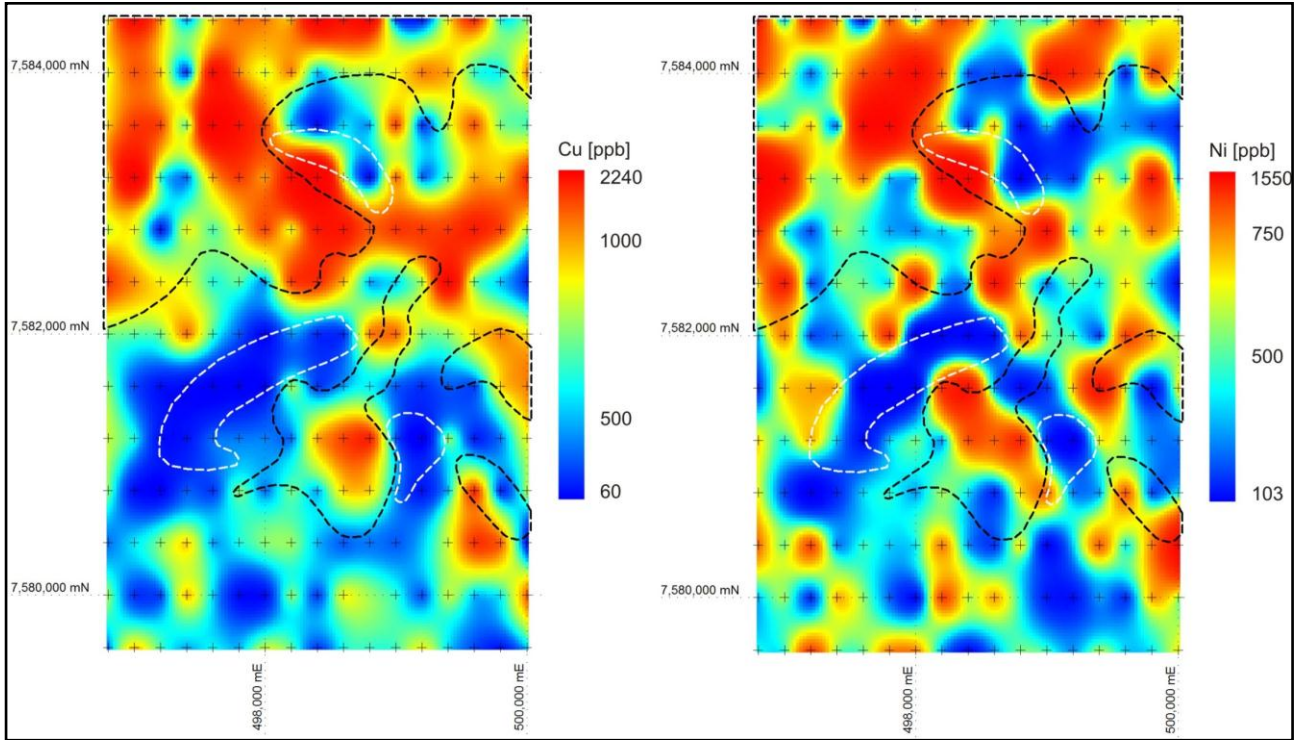 7,584,000 mN
7,582,000 mN
7,580,000 mN
498,000 mE
500,000 mE
Cu [ppb]
2240
1000
500
60
7,584,000 mN
7,582,000 mN
7,580,000 mN
498,000 mE
500,000 mE
Ni [ppb]
1550
750
500
103